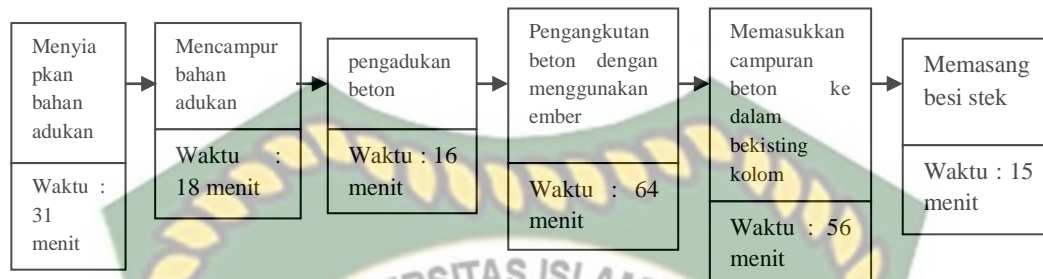 Menyia
pkan
bahan
adukan
Waktu :
31
menit
Mencampur
bahan
adukan
Waktu :
18 menit
pengadukan
beton
Waktu : 16
menit
Pengangkutan
beton dengan
menggunakan
ember
Waktu : 64
menit
Memasukkan
campuran
beton ke
dalam
bekisting
kolom
Waktu : 56
menit
Memasang
besi stek
Waktu : 15
menit